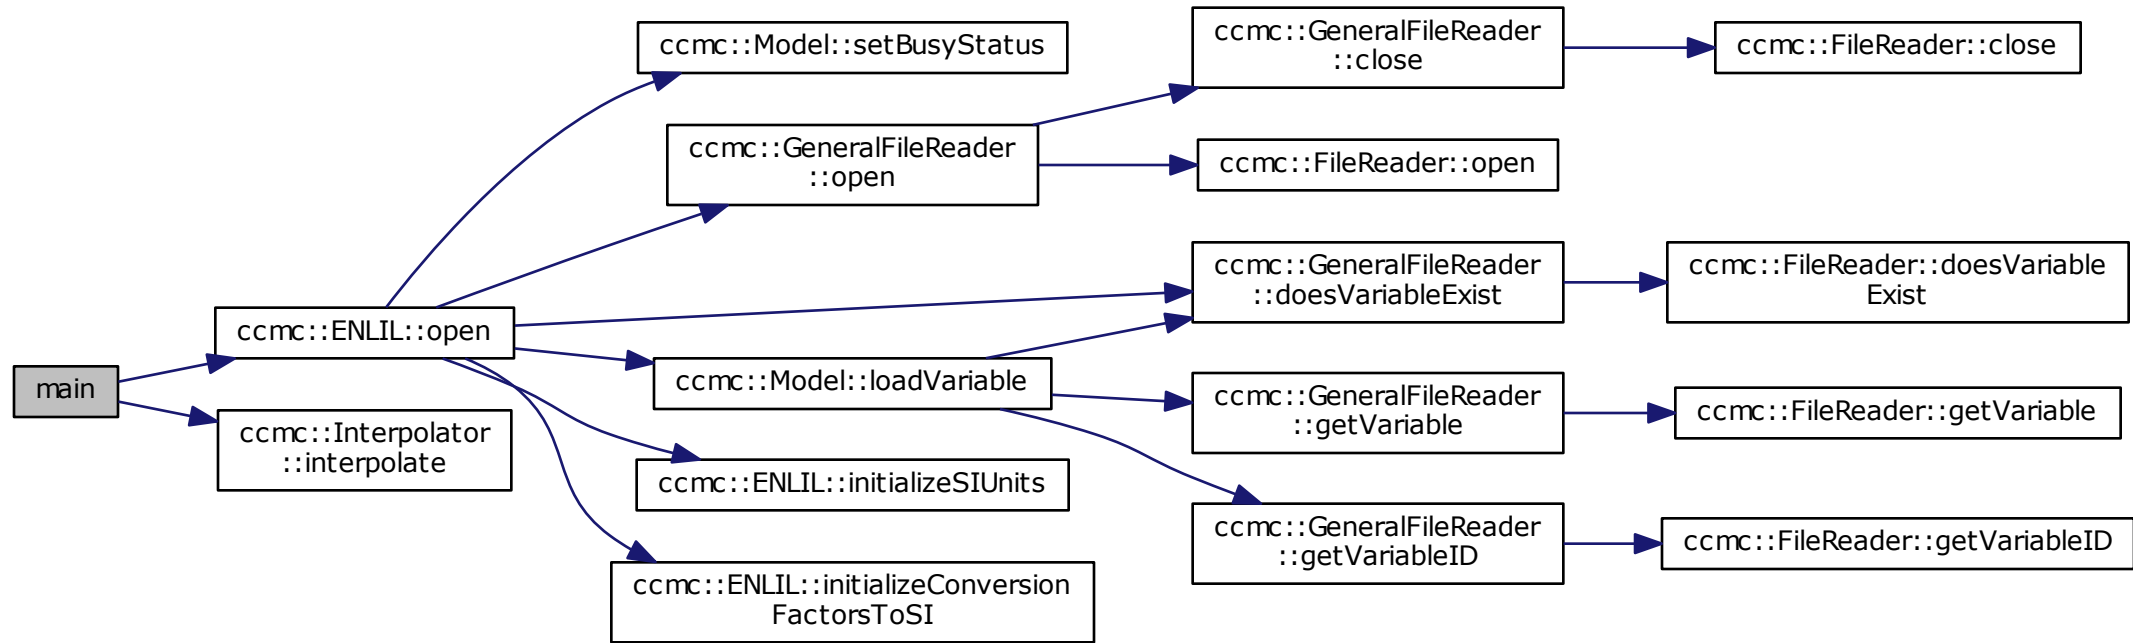 main
ccmc::ENLIL::open
ccmc::Interpolator
::interpolate
ccmc::Model::setBusyStatus
ccmc::GeneralFileReader
::open
ccmc::Model::loadVariable
ccmc::ENLIL::initializeSIUnits
ccmc::ENLIL::initializeConversion
FactorsToSI
ccmc::GeneralFileReader
::close
ccmc::FileReader::open
ccmc::GeneralFileReader
::doesVariableExist
ccmc::GeneralFileReader
::getVariable
ccmc::GeneralFileReader
::getVariableID
ccmc::FileReader::close
ccmc::FileReader::doesVariable
Exist
ccmc::FileReader::getVariable
ccmc::FileReader::getVariableID